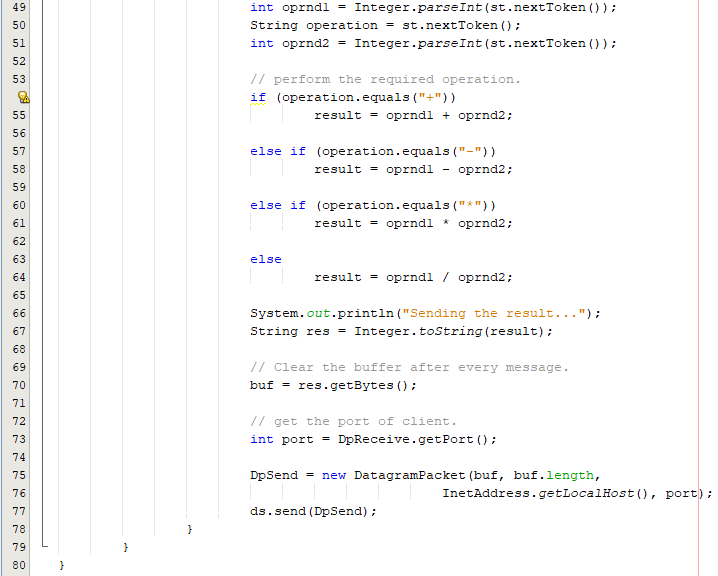 49 int oprnd1 = Integer.parseInt(st.nextToken());
50 String operation = st.nextToken();
51 int oprnd2 = Integer.parseInt(st.nextToken());
52
53 // perform the required operation.
if (operation.equals("+"))
55 result = oprnd1 + oprnd2;
56
57 else if (operation.equals("-"))
58 result = oprnd1 - oprnd2;
59
60 else if (operation.equals("*"))
61 result = oprnd1 * oprnd2;
62
63 else
64 result = oprnd1 / oprnd2;
65
66 System.out.println("Sending the result...");
67 String res = Integer.toString(result);
68
69 // Clear the buffer after every message.
70 buf = res.getBytes();
71
72 // get the port of client.
73 int port = DpReceive.getPort();
74
75 DpSend = new DatagramPacket(buf, buf.length,
76 InetAddress.getLocalHost(), port);
77 ds.send(DpSend);
78 }
79 }
80 }